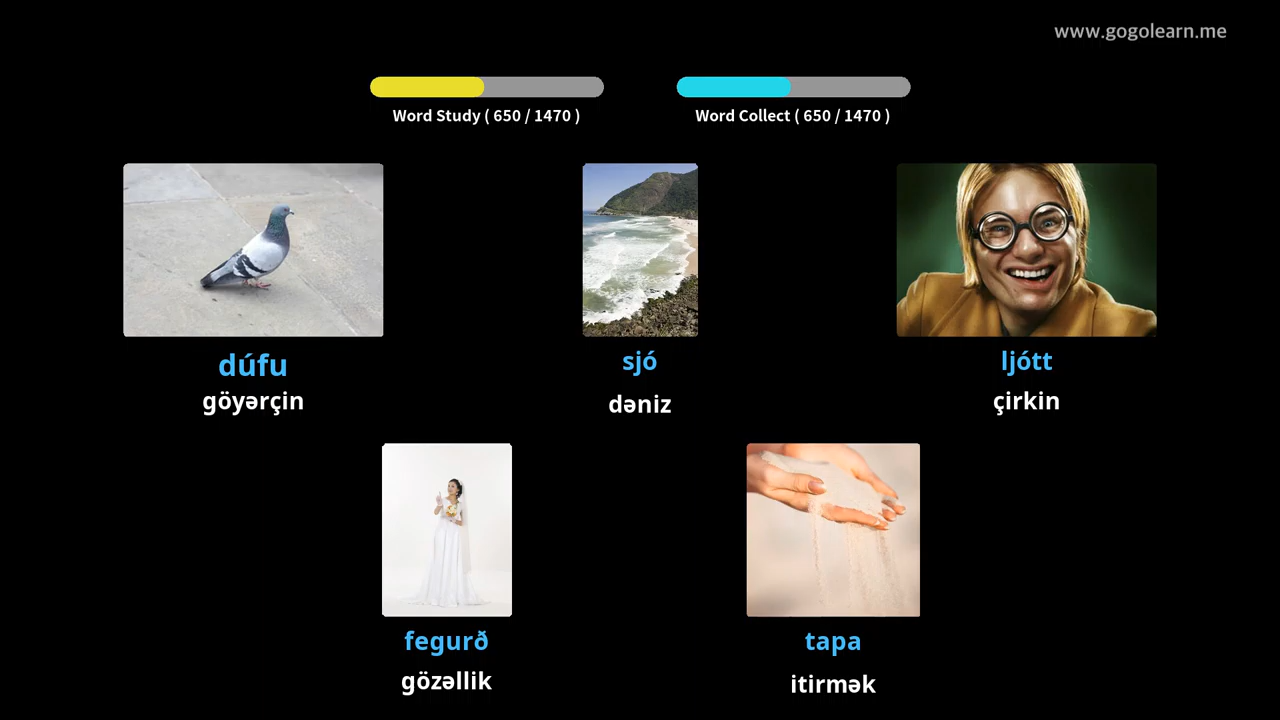 www.gogolearn.me
Word Study ( 650 / 1470 )
Word Collect ( 650 / 1470 )
dúfu
göyərçin
sjó
dəniz
ljótt
çirkin
fegurð
gözəllik
tapa
itirmək